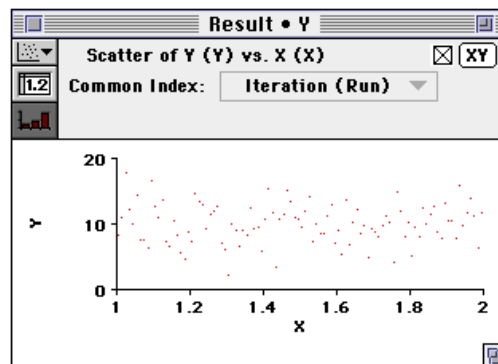 Result • Y
Scatter of Y (Y) vs. X (X)
XY
1.2
Common Index: Iteration (Run)
20
Y
10
0
1 1.2 1.4 1.6 1.8 2
X